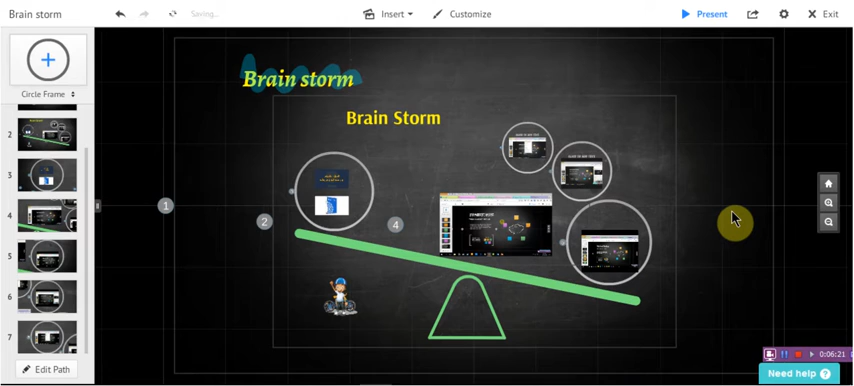 Brain storm
Saving...
Insert
Customize
Present
Exit
Circle Frame
2
3
4
5
6
7
Edit Path
Brain storm
Brain Storm
1
2
4
0:06:21
Need help ?